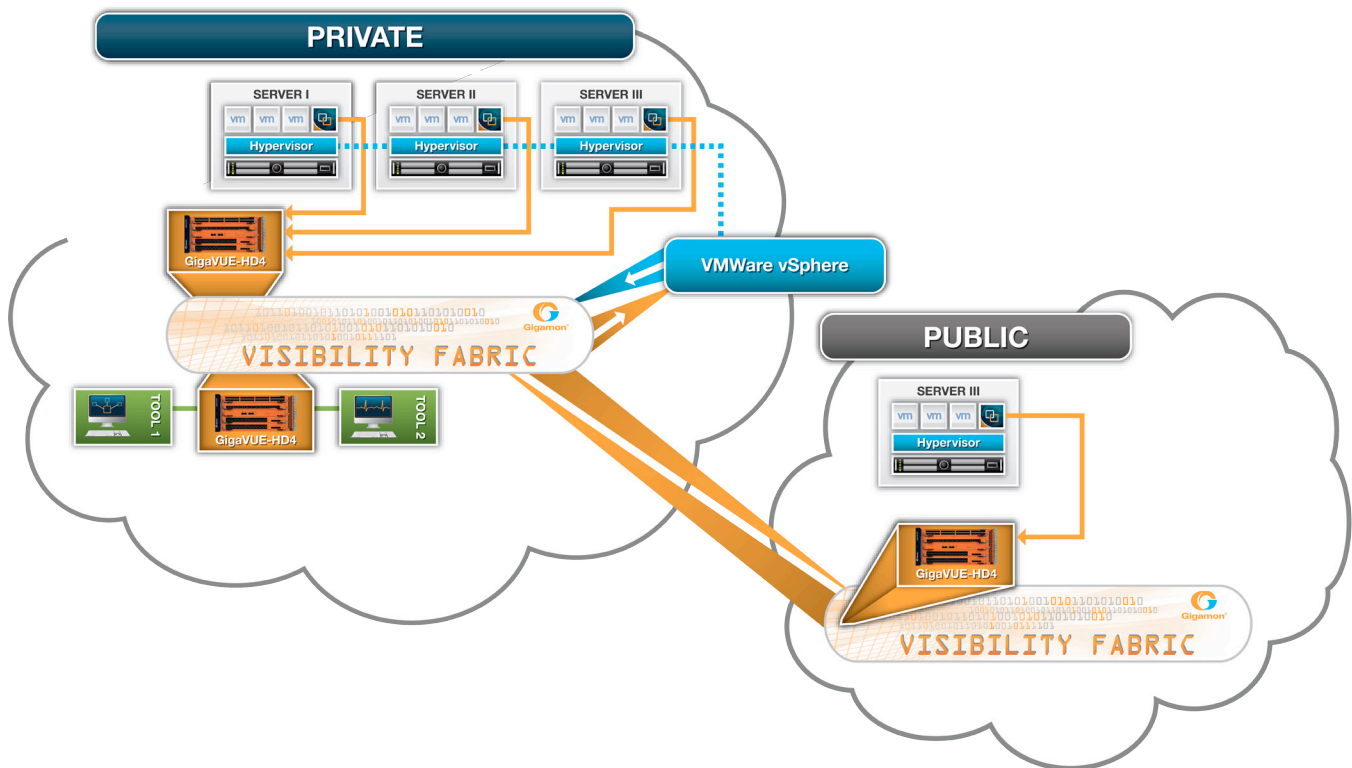 PRIVATE
SERVER I
SERVER II
SERVER III
vm vm vm
vm vm vm
vm vm vm
Hypervisor
Hypervisor
Hypervisor
GigaVUE-HD4
VMWare vSphere
Gigamon®
VISIBILITY FABRIC
TOOL 1
GigaVUE-HD4
TOOL 2
PUBLIC
SERVER III
vm vm vm
Hypervisor
GigaVUE-HD4
Gigamon®
VISIBILITY FABRIC